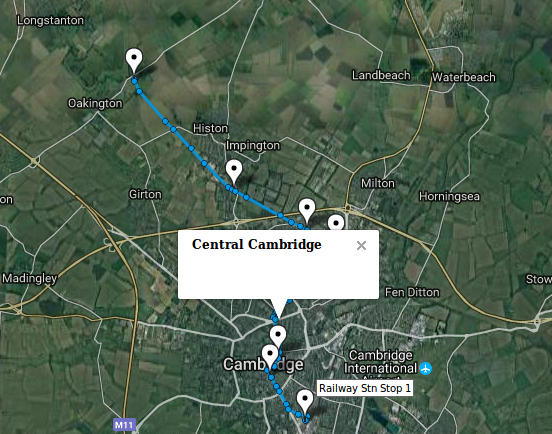 Longstanton
Landbeach
Waterbeach
Oakington
Histon
Impington
Milton
Girton
Horningsea
on
Central Cambridge
Madingley
Fen Ditton
Stow
Cambridge
Cambridge
International
Railway Stn Stop 1
M11